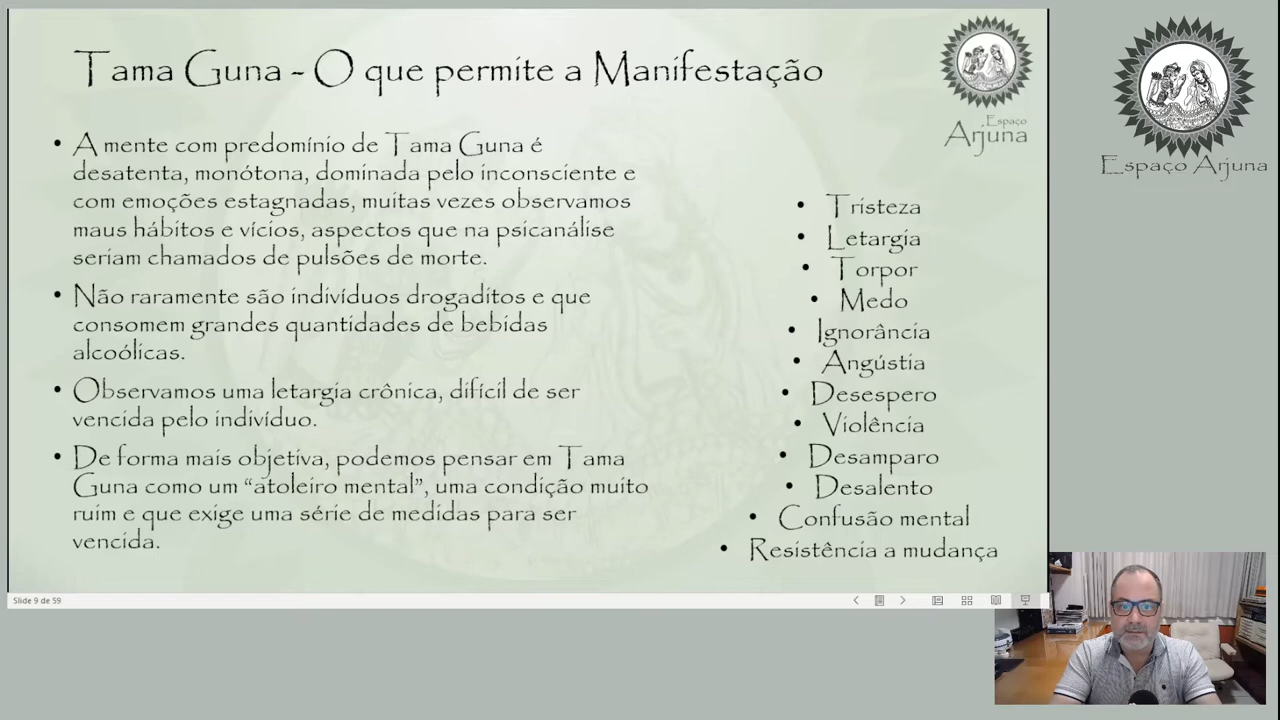 Tama Guna - O que permite a Manifestação
Espaço
Arjuna
Espaço Arjuna
• A mente com predomínio de Tama Guna é
desatenta, monótona, dominada pelo inconsciente e
com emoções estagnadas, muitas vezes observamos
maus hábitos e vícios, aspectos que na psicanálise
seriam chamados de pulsões de morte.
• Não raramente são indivíduos drogaditos e que
consomem grandes quantidades de bebidas
alcoólicas.
• Observamos uma letargia crônica, difícil de ser
vencida pelo indivíduo.
• De forma mais objetiva, podemos pensar em Tama
Guna como um “atoleiro mental”, uma condição muito
ruim e que exige uma série de medidas para ser
vencida.
• Tristeza
• Letargia
• Torpor
• Medo
• Ignorância
• Angústia
• Desespero
• Violência
• Desamparo
• Desalento
• Confusão mental
• Resistência a mudança
Slide 9 de 59